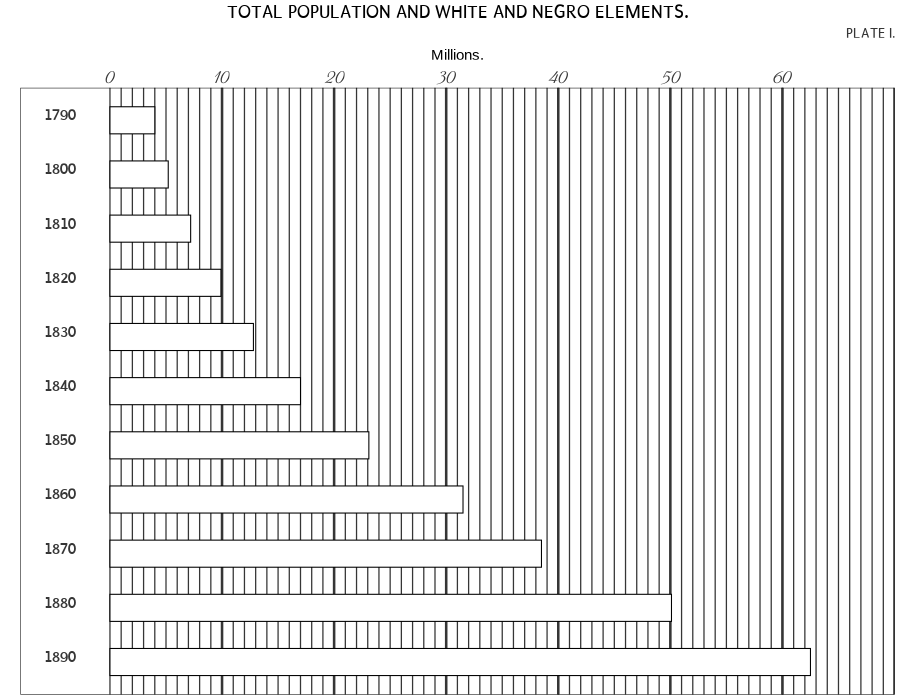 TOTAL POPULATION AND WHITE AND NEGRO ELEMENTS.
PLATE I.
Millions.
0 10 20 30 40 50 60
1790
1800
1810
1820
1830
1840
1850
1860
1870
1880
1890